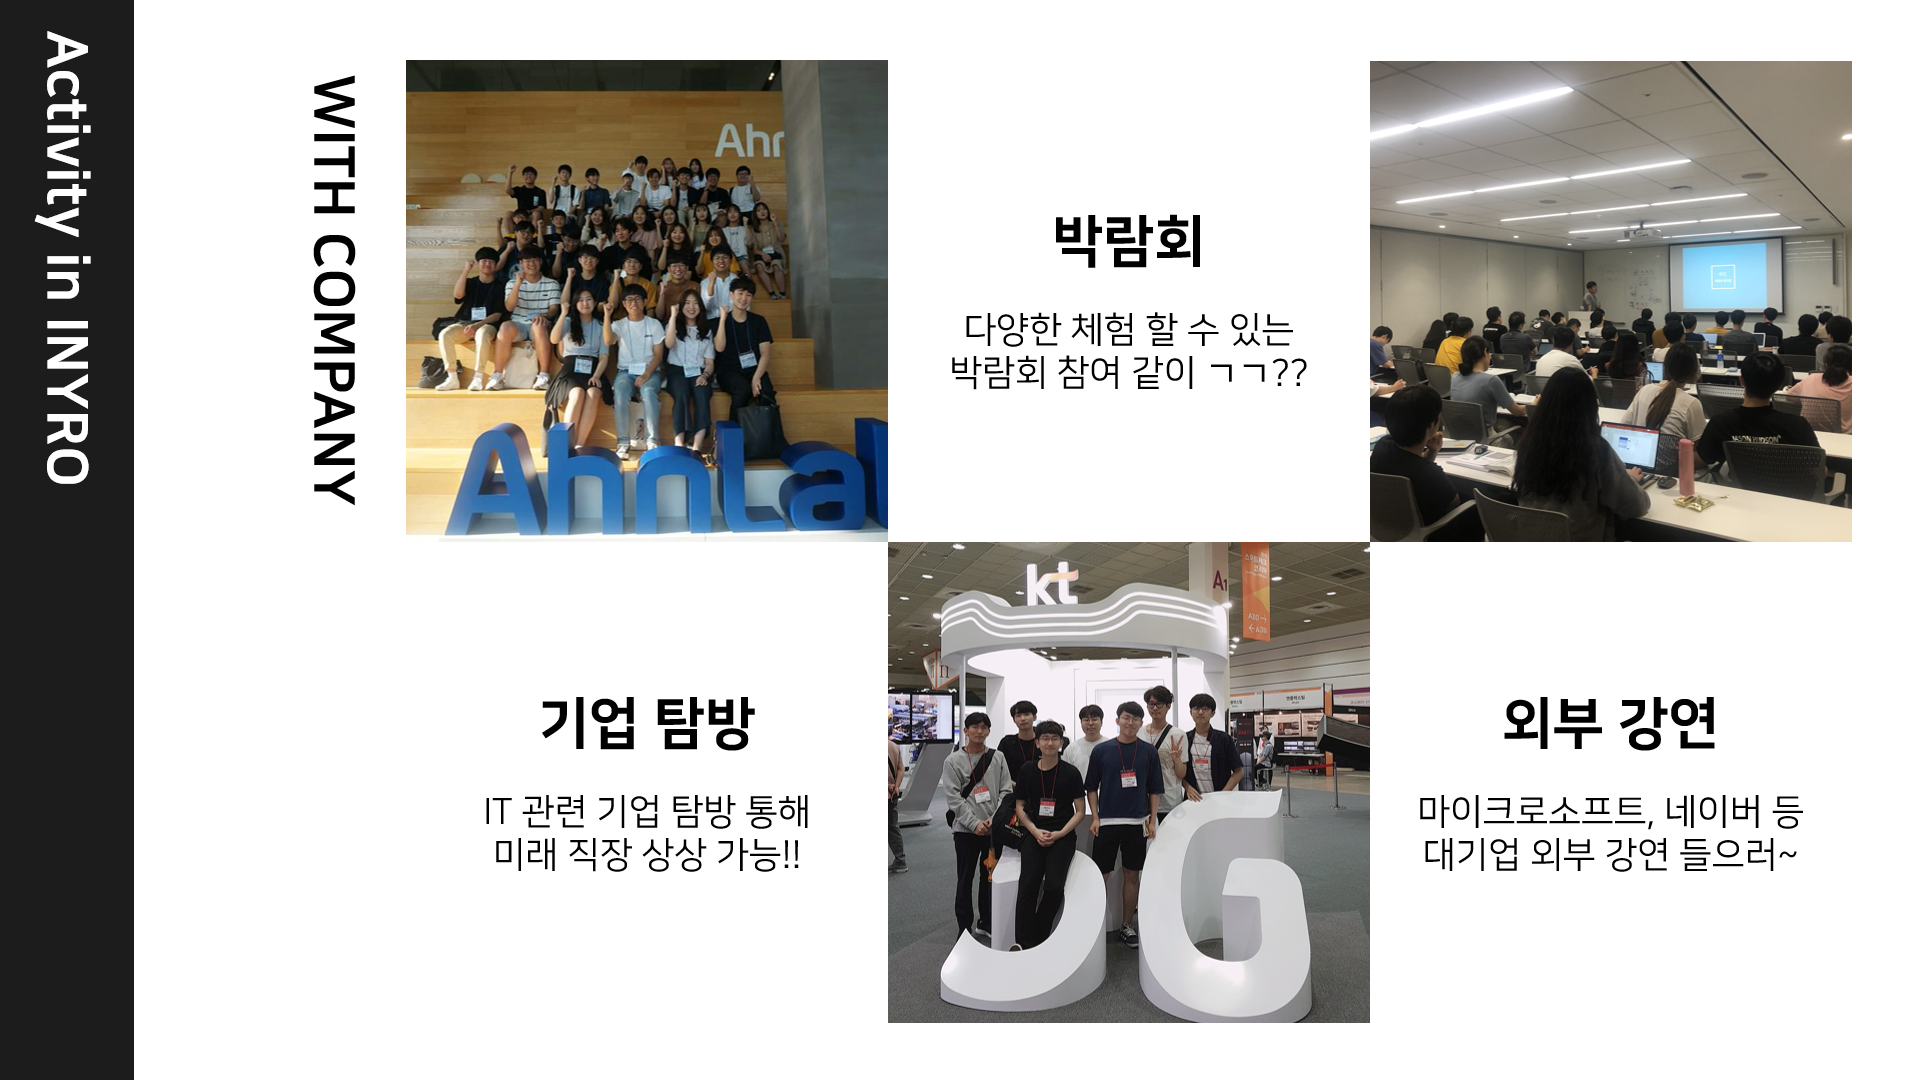 Activity in INYRO
WITH COMPANY
Ahn
AhnLab
박람회
다양한 체험 할 수 있는
박람회 참여 같이 ㄱㄱ??
기업 탐방
IT 관련 기업 탐방 통해
미래 직장 상상 가능!!
kt
A1
5G
외부 강연
마이크로소프트, 네이버 등
대기업 외부 강연 들으러~